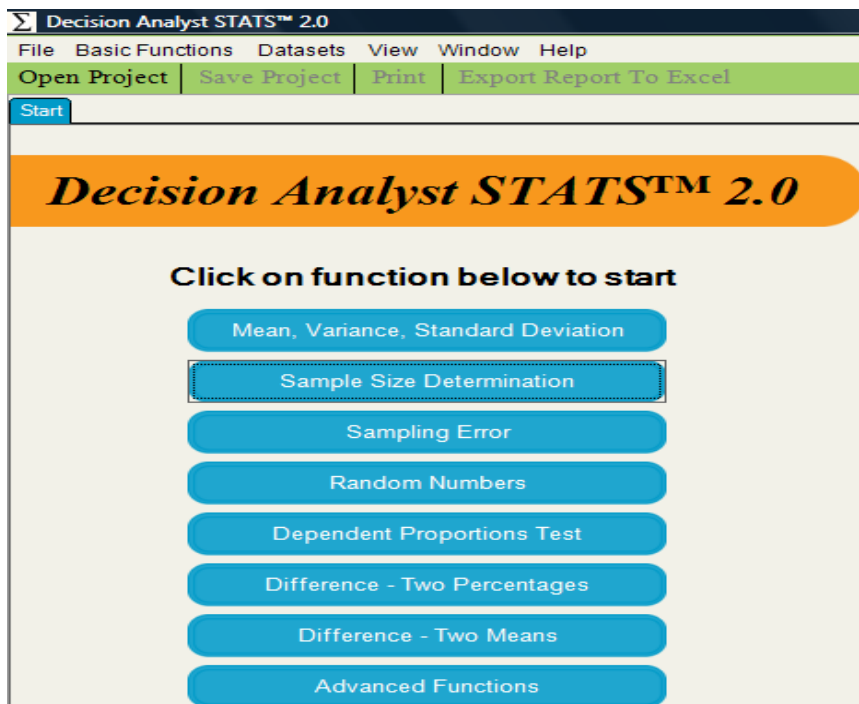 Σ Decision Analyst STATS™ 2.0
File Basic Functions Datasets View Window Help
Open Project Save Project Print Export Report To Excel
Start
Decision Analyst STATS™ 2.0
Click on function below to start
Mean, Variance, Standard Deviation
Sample Size Determination
Sampling Error
Random Numbers
Dependent Proportions Test
Difference - Two Percentages
Difference - Two Means
Advanced Functions